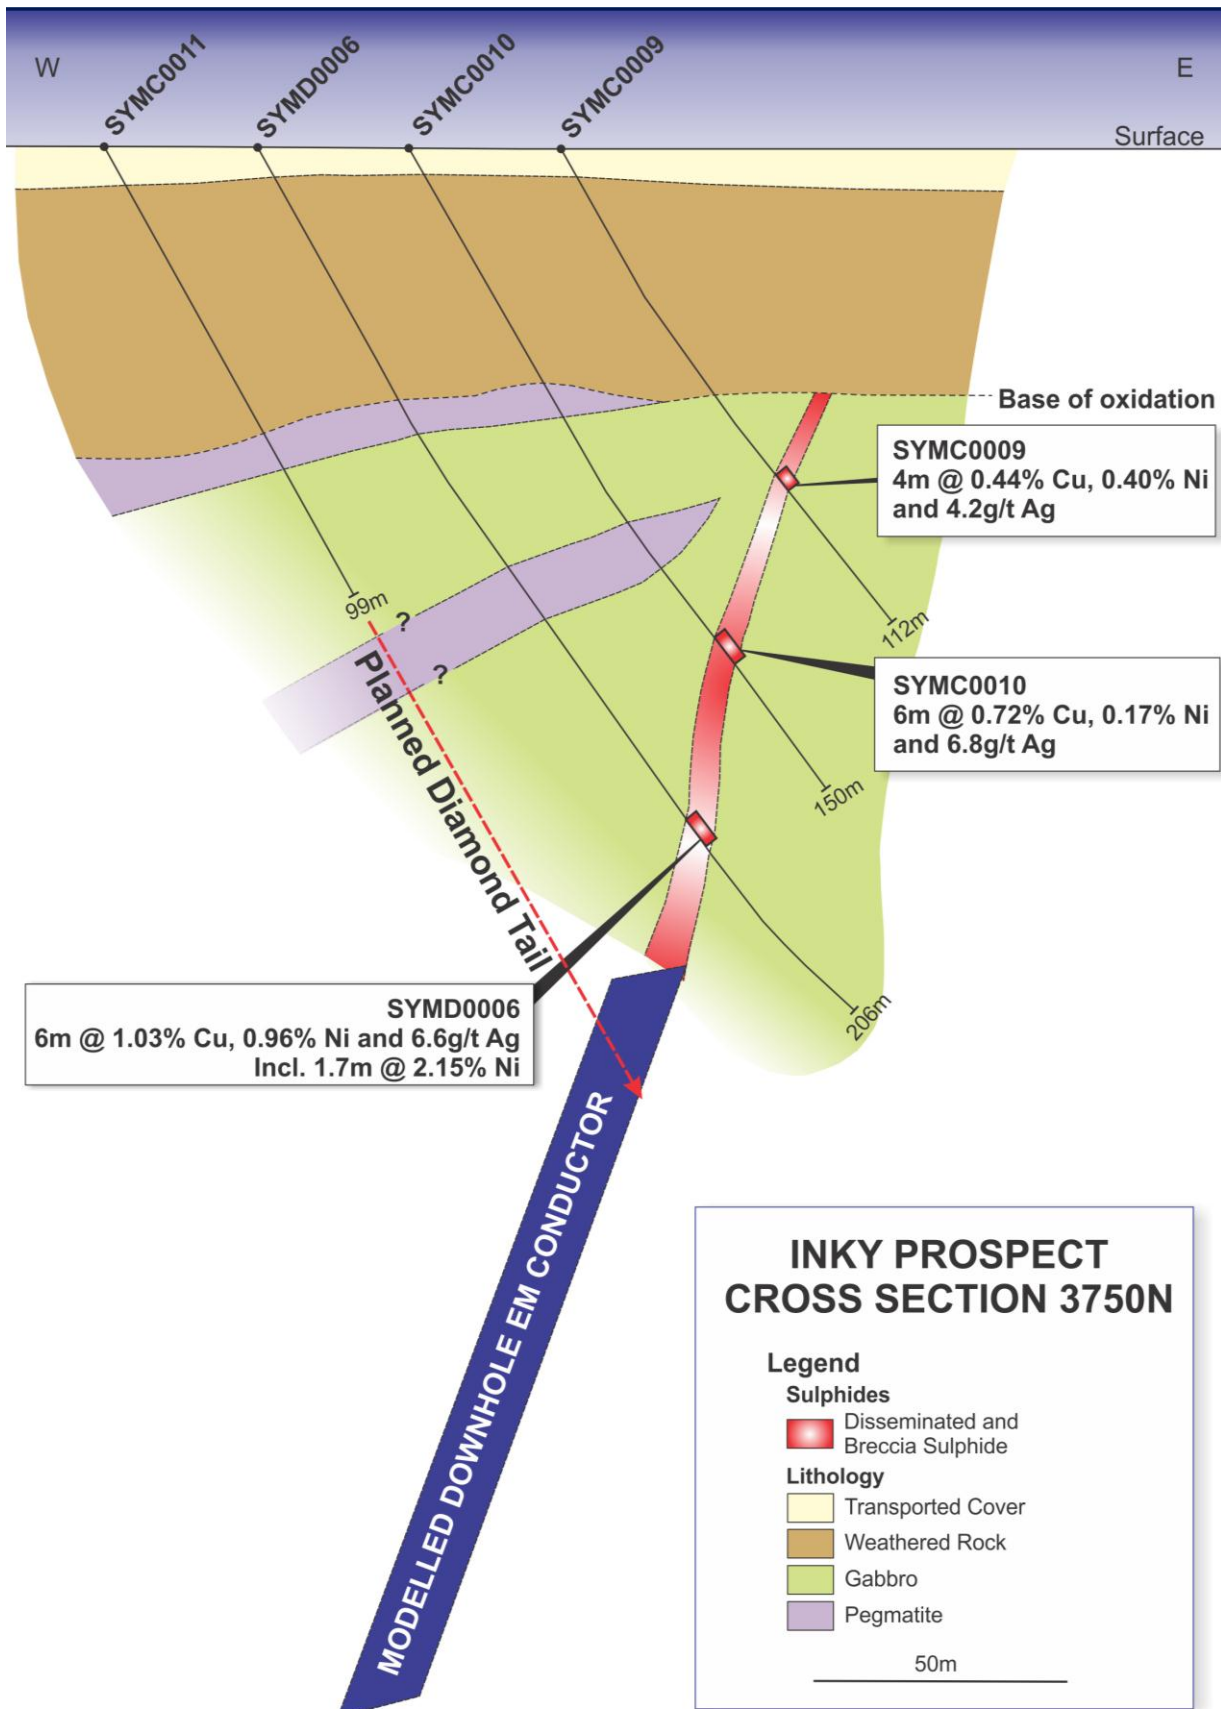 W
E
SYMC0011
SYMD0006
SYMC0010
SYMC0009
Surface
Base of oxidation
SYMC0009
4m @ 0.44% Cu, 0.40% Ni
and 4.2g/t Ag
99m
?
?
112m
SYMC0010
6m @ 0.72% Cu, 0.17% Ni
and 6.8g/t Ag
150m
Planned Diamond Tail
206m
SYMD0006
6m @ 1.03% Cu, 0.96% Ni and 6.6g/t Ag
Incl. 1.7m @ 2.15% Ni
MODELLED DOWNHOLE EM CONDUCTOR
INKY PROSPECT
CROSS SECTION 3750N
Legend
Sulphides
Disseminated and
Breccia Sulphide
Lithology
Transported Cover
Weathered Rock
Gabbro
Pegmatite
50m